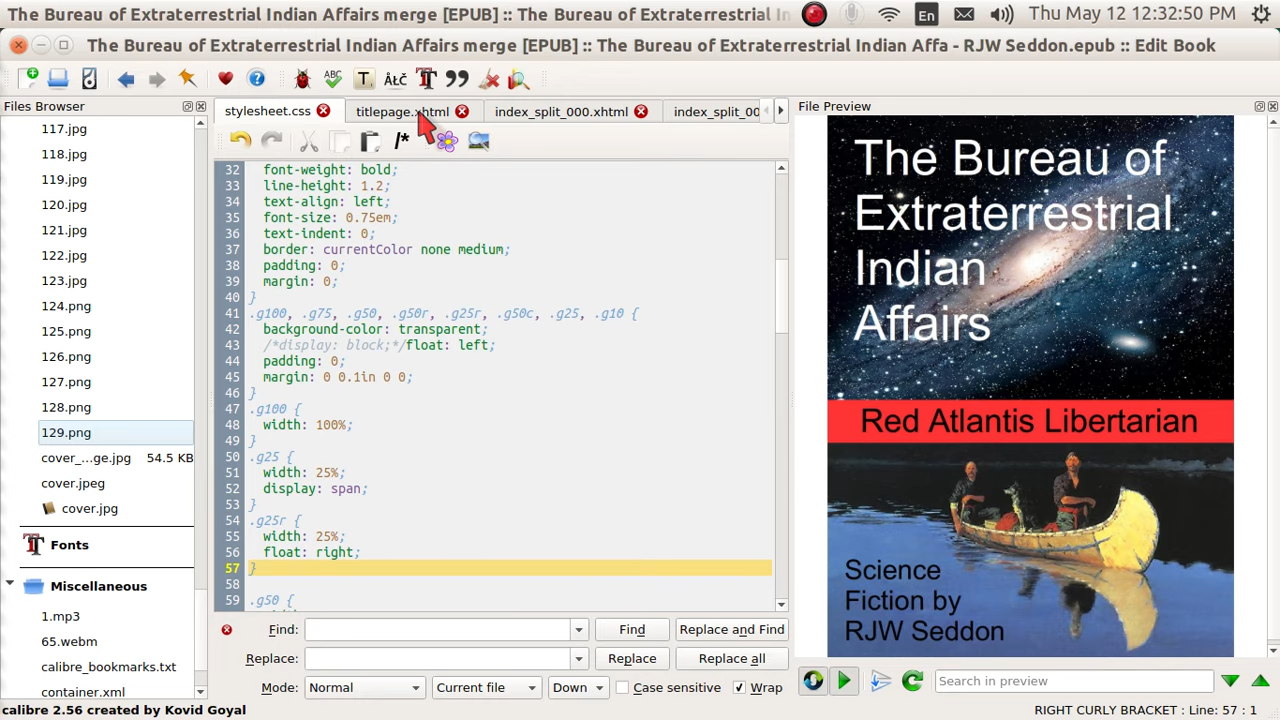 The Bureau of Extraterrestrial Indian Affairs merge [EPUB] :: The Bureau of Extraterrestrial In
En
Thu May 12 12:32:50 PM
The Bureau of Extraterrestrial Indian Affairs merge [EPUB] :: The Bureau of Extraterrestrial Indian Affa - RJW Seddon.epub :: Edit Book
Files Browser
117.jpg
118.jpg
119.jpg
120.jpg
121.jpg
122.jpg
123.jpg
124.png
125.png
126.png
127.png
128.png
129.png
cover_...ge.jpg 54.5 KB
cover.jpeg
cover.jpg
Fonts
Miscellaneous
1.mp3
65.webm
calibre_bookmarks.txt
container.xml
stylesheet.css titlepage.xhtml index_split_000.xhtml index_split_00
32 font-weight: bold;
33 line-height: 1.2;
34 text-align: left;
35 font-size: 0.75em;
36 text-indent: 0;
37 border: currentColor none medium;
38 padding: 0;
39 margin: 0;
40 }
41 .g100, .g75, .g50, .g50r, .g25r, .g50c, .g25, .g10 {
42 background-color: transparent;
43 /*display: block;*/float: left;
44 padding: 0;
45 margin: 0 0.1in 0 0;
46 }
47 .g100 {
48 width: 100%;
49 }
50 .g25 {
51 width: 25%;
52 display: span;
53 }
54 .g25r {
55 width: 25%;
56 float: right;
57 }
58
59 .g50 {
Find: Find Replace and Find
Replace: Replace Replace all
Mode: Normal Current file Down Case sensitive Wrap
File Preview
The Bureau of
Extraterrestrial
Indian
Affairs
Red Atlantis Libertarian
Science
Fiction by
RJW Seddon
Search in preview
calibre 2.56 created by Kovid Goyal
RIGHT CURLY BRACKET : Line: 57 : 1